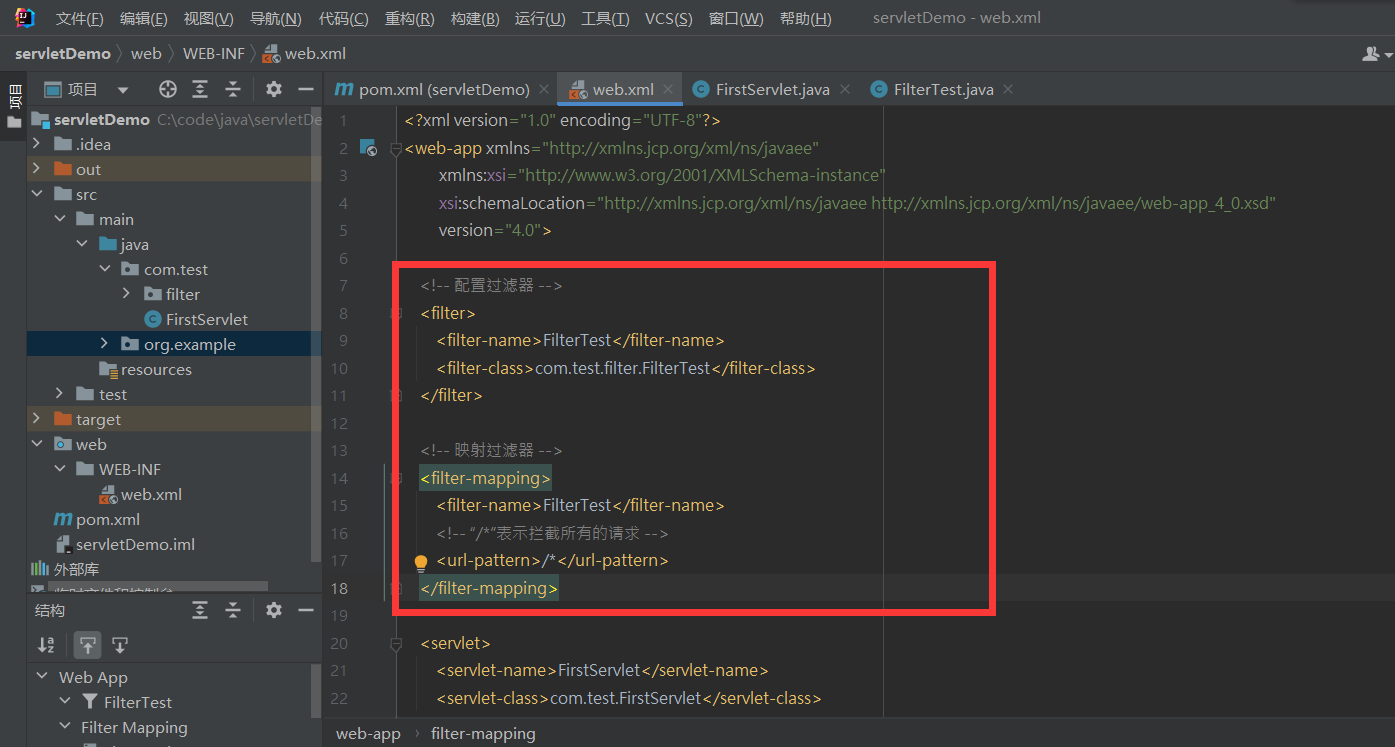 文件(F) 编辑(E) 视图(V) 导航(N) 代码(C) 重构(R) 构建(B) 运行(U) 工具(T) VCS(S) 窗口(W) 帮助(H) servletDemo - web.xml
servletDemo web WEB-INF web.xml
项目
项目
servletDemo C:\code\java\servletDe
.idea
out
src
main
java
com.test
filter
FirstServlet
org.example
resources
test
target
web
WEB-INF
web.xml
pom.xml
servletDemo.iml
外部库
结构
Web App
FilterTest
Filter Mapping
pom.xml (servletDemo) web.xml FirstServlet.java FilterTest.java
1 <?xml version="1.0" encoding="UTF-8"?>
2 <web-app xmlns="http://xmlns.jcp.org/xml/ns/javaee"
3 xmlns:xsi="http://www.w3.org/2001/XMLSchema-instance"
4 xsi:schemaLocation="http://xmlns.jcp.org/xml/ns/javaee http://xmlns.jcp.org/xml/ns/javaee/web-app_4_0.xsd"
5 version="4.0">
6
7 <!-- 配置过滤器 -->
8 <filter>
9 <filter-name>FilterTest</filter-name>
10 <filter-class>com.test.filter.FilterTest</filter-class>
11 </filter>
12
13 <!-- 映射过滤器 -->
14 <filter-mapping>
15 <filter-name>FilterTest</filter-name>
16 <!-- “/*”表示拦截所有的请求 -->
17 <url-pattern>/*</url-pattern>
18 </filter-mapping>
19
20 <servlet>
21 <servlet-name>FirstServlet</servlet-name>
22 <servlet-class>com.test.FirstServlet</servlet-class>
web-app filter-mapping